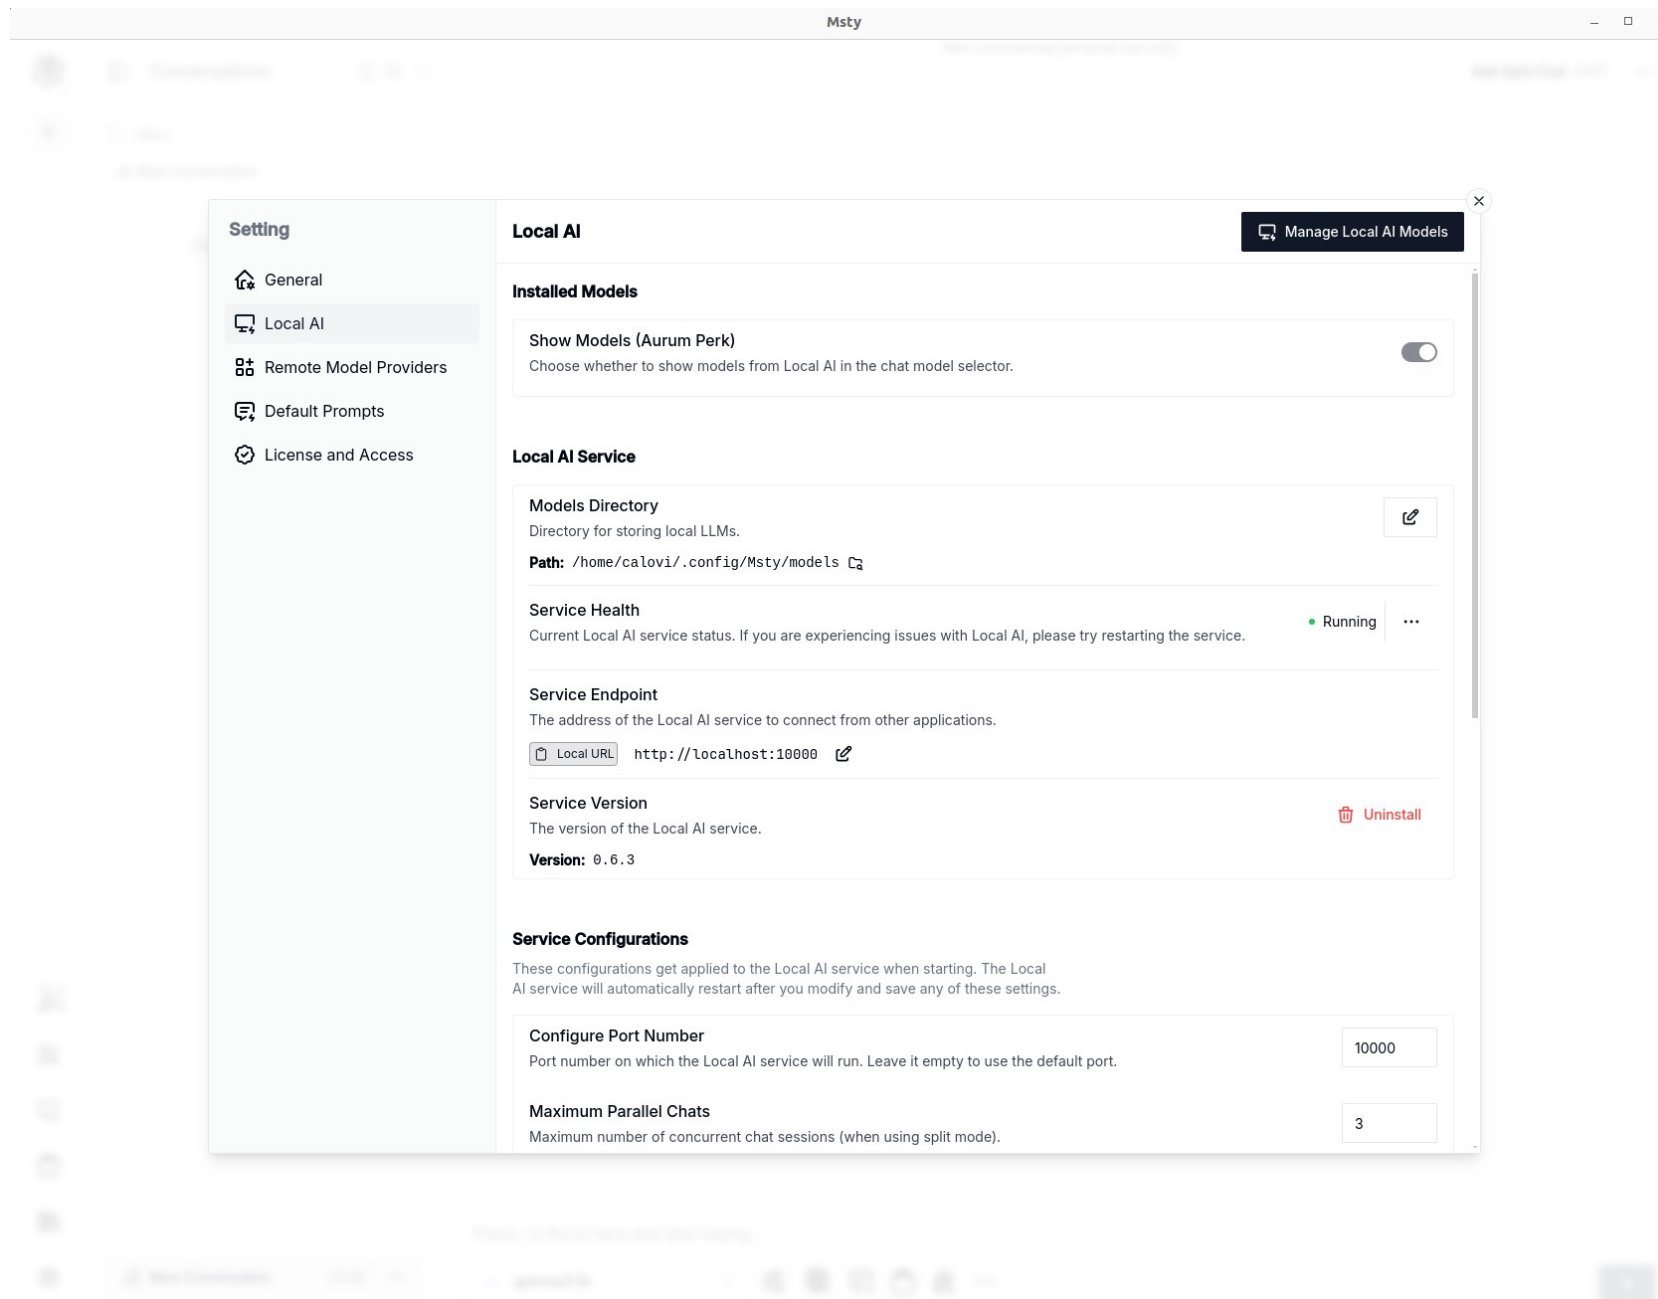 Msty
Conversations
Setting
General
Local AI
Remote Model Providers
Default Prompts
License and Access
Local AI
Manage Local AI Models
Installed Models
Show Models (Aurum Perk)
Choose whether to show models from Local AI in the chat model selector.
Local AI Service
Models Directory
Directory for storing local LLMs.
Path: /home/calovi/.config/Msty/models
Service Health
Current Local AI service status. If you are experiencing issues with Local AI, please try restarting the service.
Running
Service Endpoint
The address of the Local AI service to connect from other applications.
Local URL http://localhost:10000
Service Version
The version of the Local AI service.
Uninstall
Version: 0.6.3
Service Configurations
These configurations get applied to the Local AI service when starting. The Local
AI service will automatically restart after you modify and save any of these settings.
Configure Port Number
Port number on which the Local AI service will run. Leave it empty to use the default port.
10000
Maximum Parallel Chats
Maximum number of concurrent chat sessions (when using split mode).
3
New Conversation